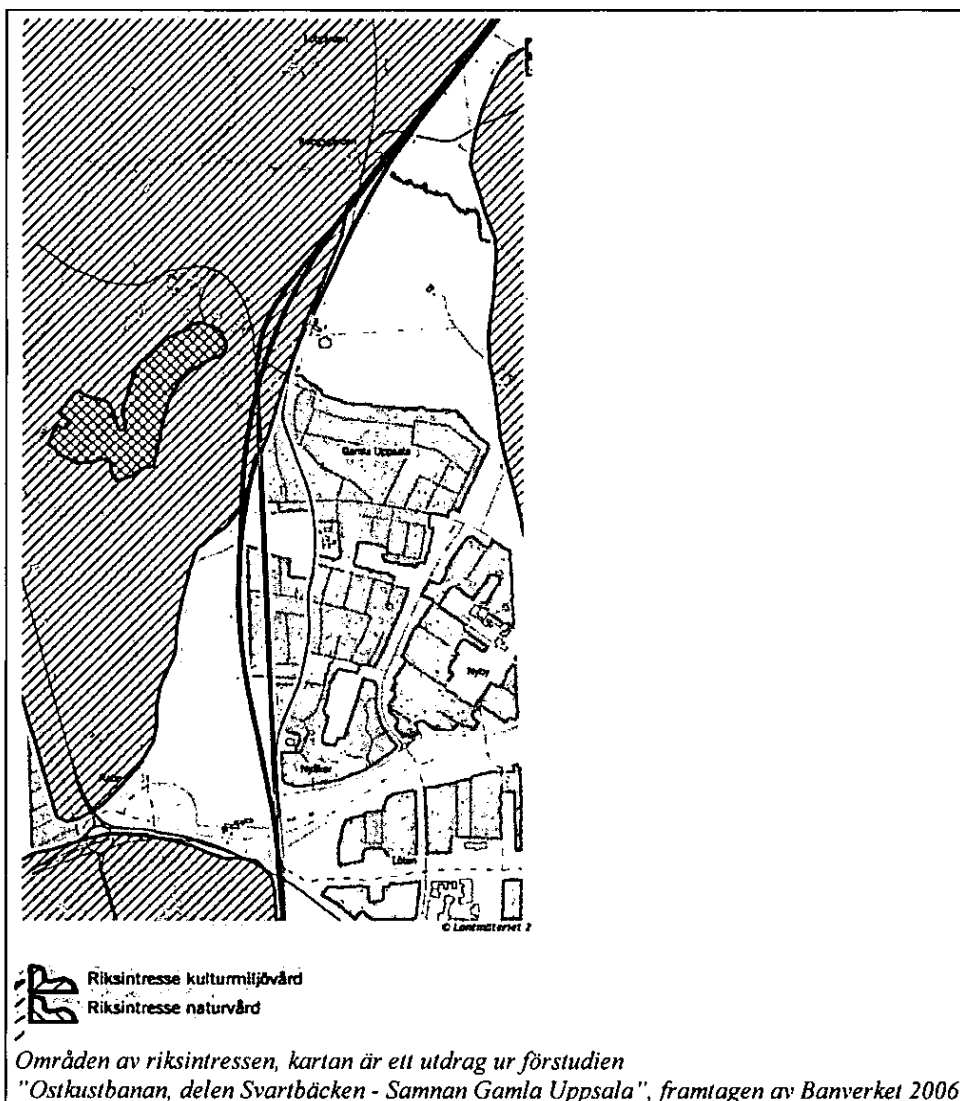 Gamla Uppsala
Nyby
Löten
© Lantmäteriet 2
Riksintresse kulturmiljövård
Riksintresse naturvård
Områden av riksintressen, kartan är ett utdrag ur förstudien
"Ostkustbanan, delen Svartbäcken - Samnan Gamla Uppsala", framtagen av Banverket 2006